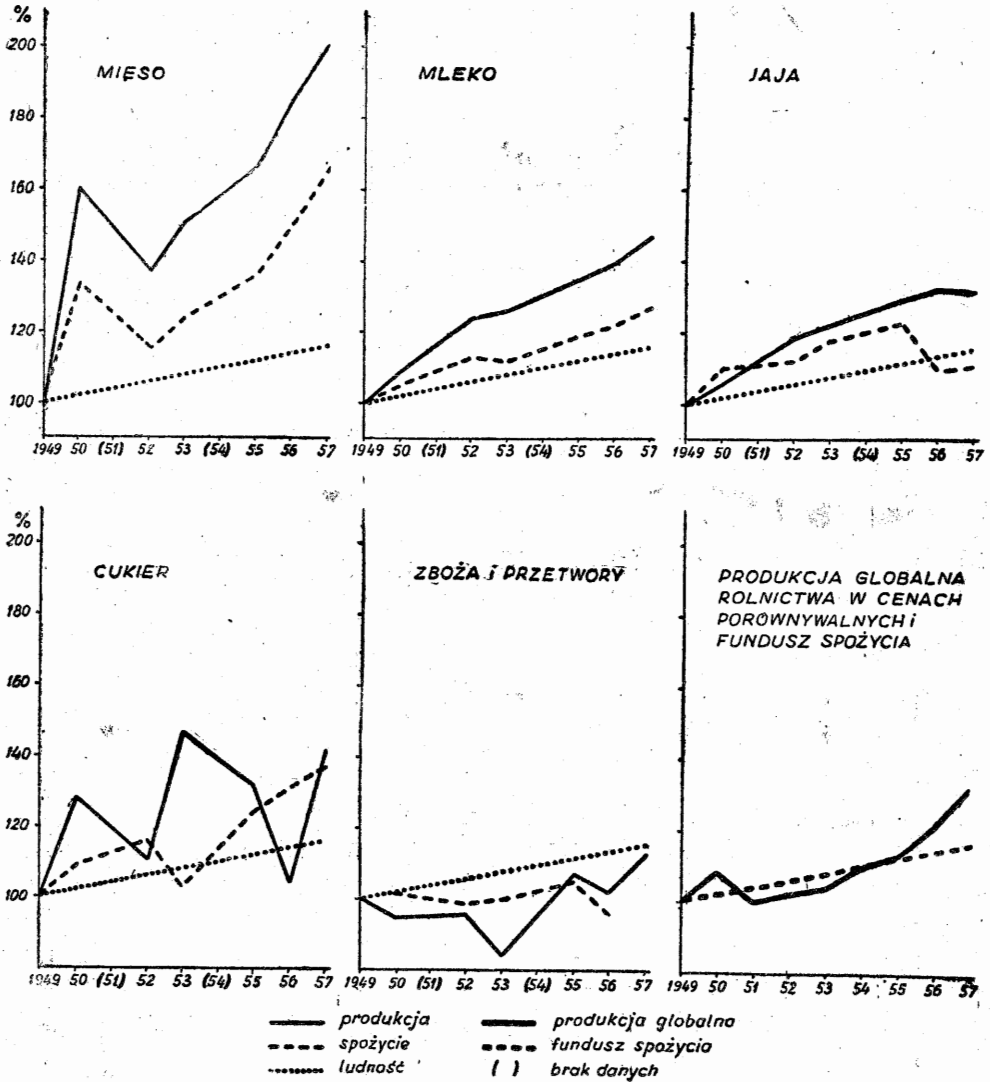 %
200
180
160
140
120
100
MIĘSO
1949 50 (51) 52 53 (54) 55 56 57
MLEKO
1949 50 (51) 52 53 (54) 55 56 57
JAJA
1949 50 (51) 52 53 (54) 55 56 57
%
200
180
160
140
120
100
CUKIER
1949 50 (51) 52 53 (54) 55 56 57
ZBOŻA i PRZETWORY
1949 50 (51) 52 53 (54) 55 56 57
PRODUKCJA GLOBALNA
ROLNICTWA W CENACH
PORÓWNYWALNYCH i
FUNDUSZ SPOŻYCIA
1949 50 51 52 53 54 55 56 57
produkcja
spożycie
ludność
produkcja globalna
fundusz spożycia
( ) brak danych